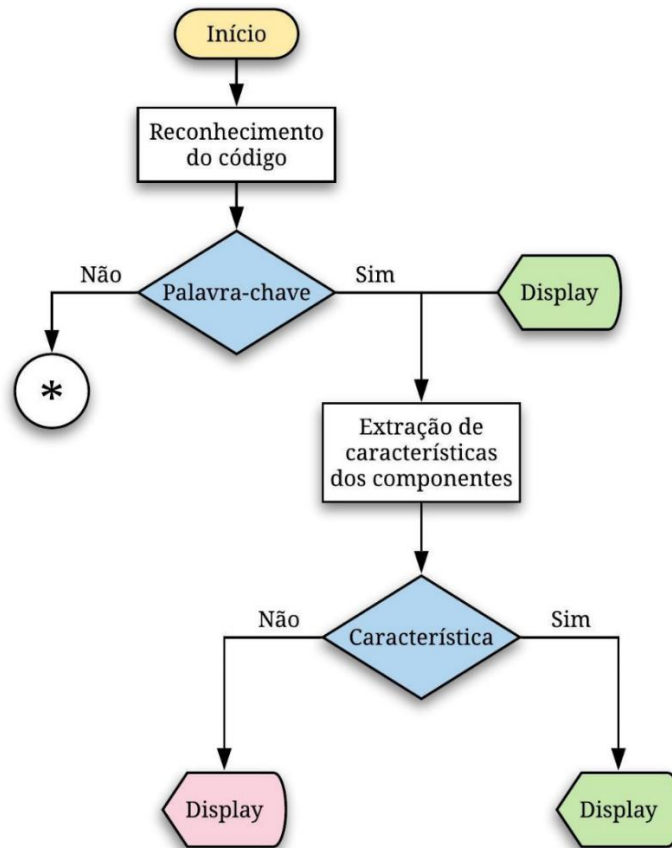 Início
Reconhecimento
do código
Não
Palavra-chave
Sim
Display
*
Extração de
características
dos componentes
Não
Característica
Sim
Display
Display